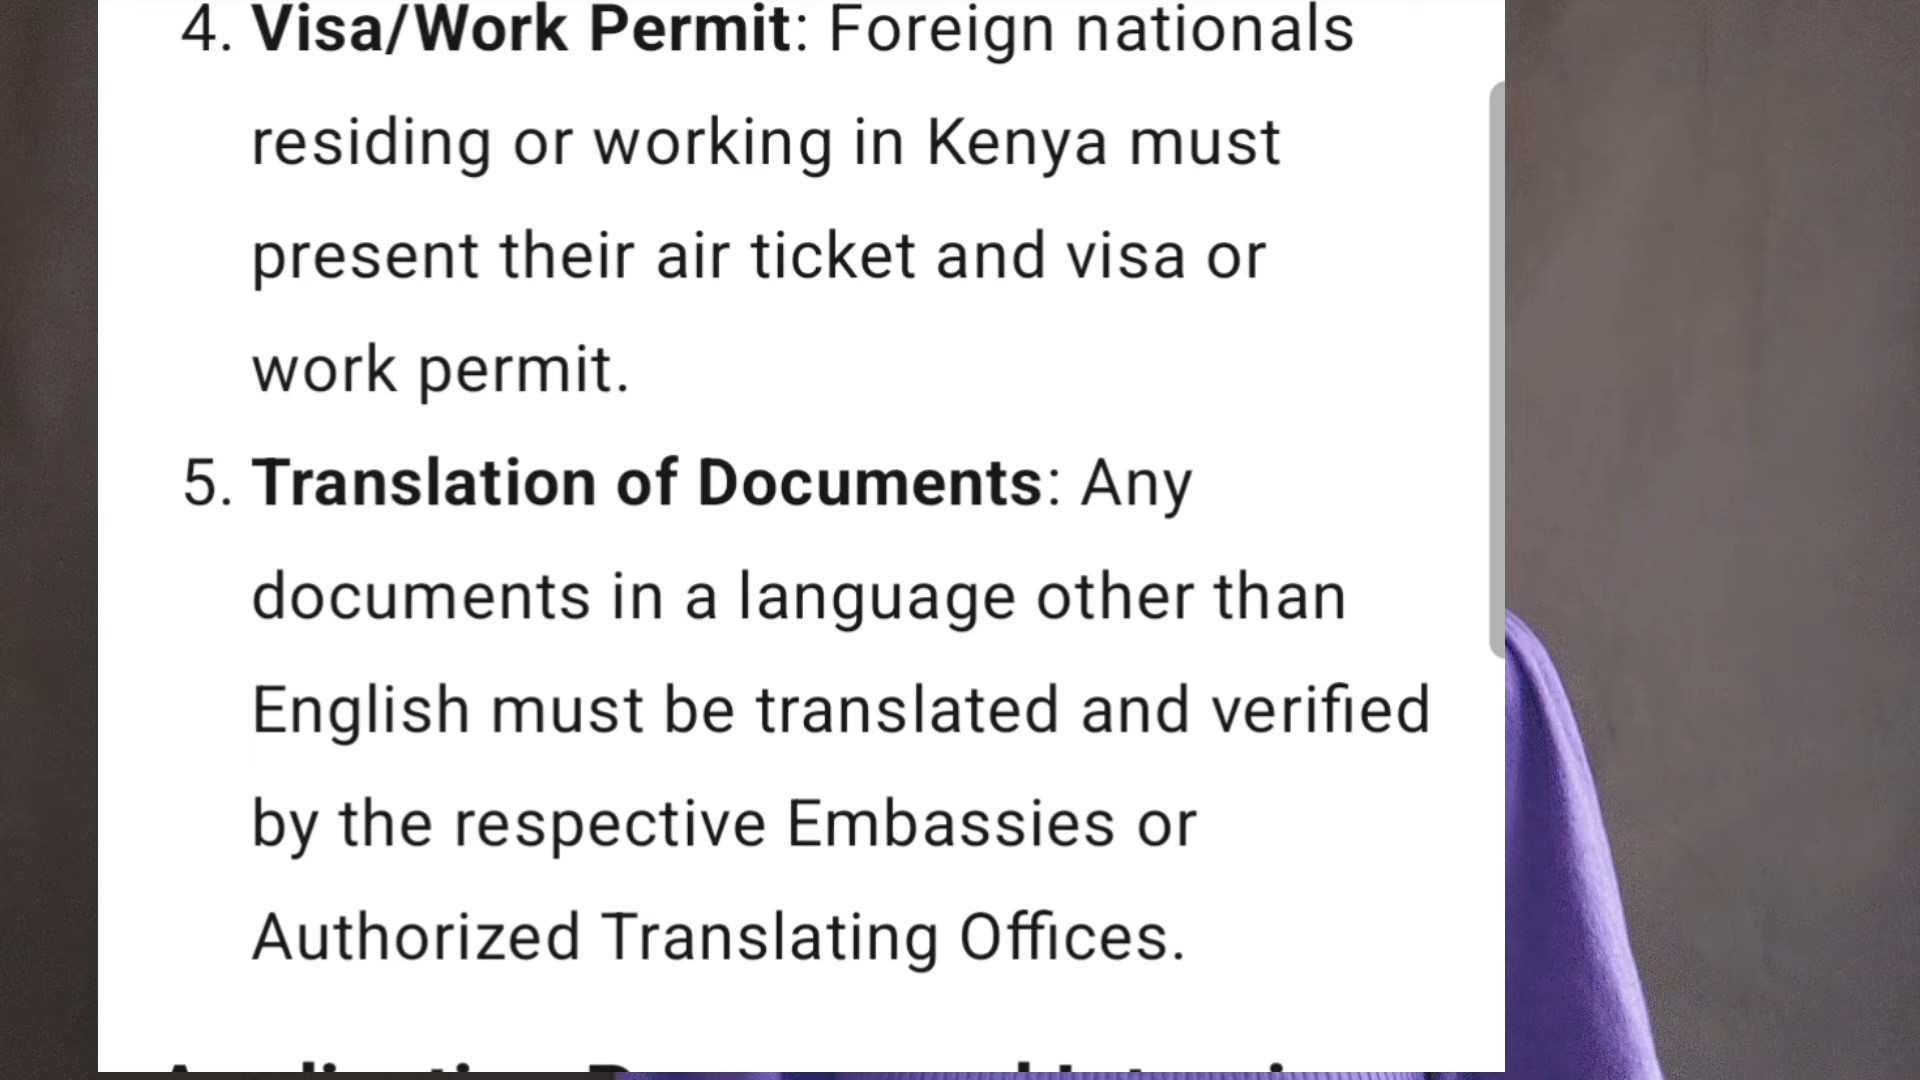 4. Visa/Work Permit: Foreign nationals
residing or working in Kenya must
present their air ticket and visa or
work permit.
5. Translation of Documents: Any
documents in a language other than
English must be translated and verified
by the respective Embassies or
Authorized Translating Offices.